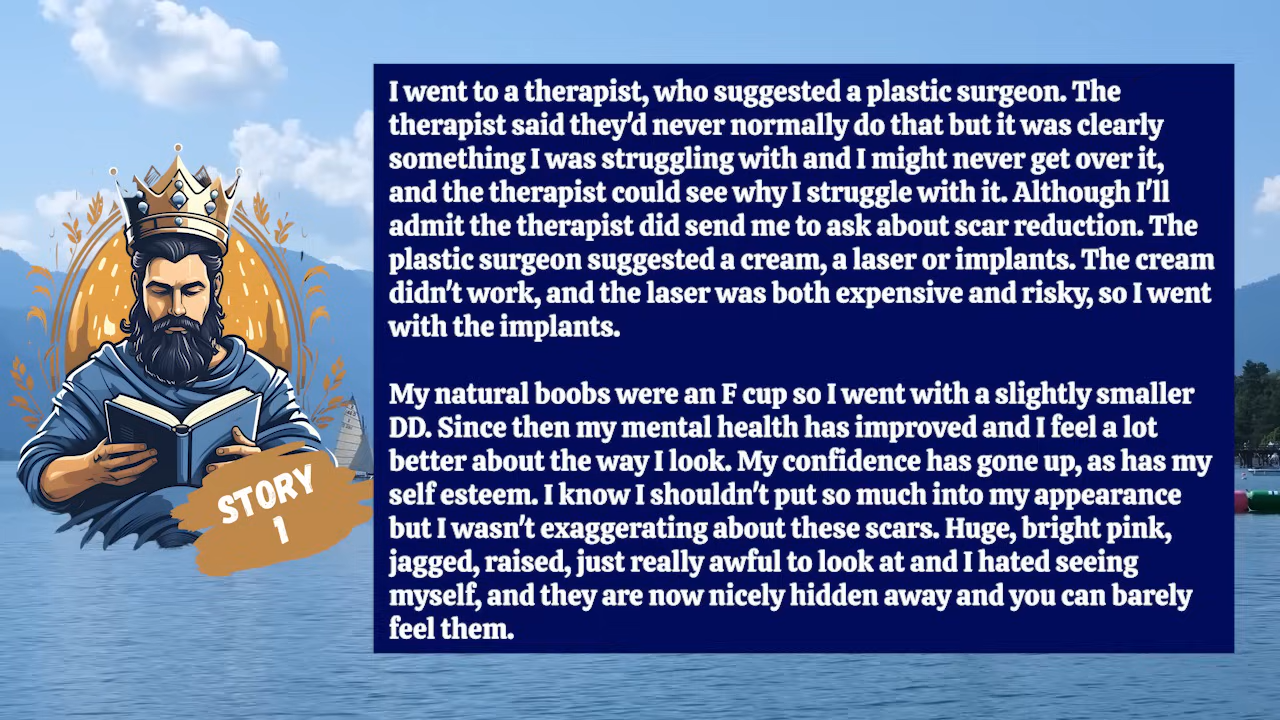 I went to a therapist, who suggested a plastic surgeon. The
therapist said they'd never normally do that but it was clearly
something I was struggling with and I might never get over it,
and the therapist could see why I struggle with it. Although I'll
admit the therapist did send me to ask about scar reduction. The
plastic surgeon suggested a cream, a laser or implants. The cream
didn't work, and the laser was both expensive and risky, so I went
with the implants.
My natural boobs were an F cup so I went with a slightly smaller
DD. Since then my mental health has improved and I feel a lot
better about the way I look. My confidence has gone up, as has my
self esteem. I know I shouldn't put so much into my appearance
but I wasn't exaggerating about these scars. Huge, bright pink,
jagged, raised, just really awful to look at and I hated seeing
myself, and they are now nicely hidden away and you can barely
feel them.
STORY
1